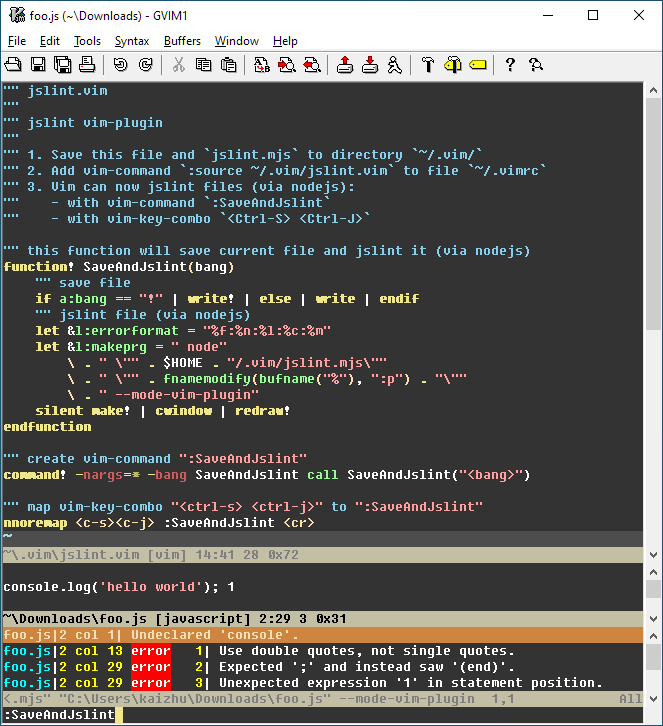 foo.js (~\Downloads) - GVIM1
File Edit Tools Syntax Buffers Window Help
"" jslint.vim
""
"" jslint vim-plugin
""
"" 1. Save this file and `jslint.mjs` to directory `~/.vim/`
"" 2. Add vim-command `:source ~/.vim/jslint.vim` to file `~/.vimrc`
"" 3. Vim can now jslint files (via nodejs):
""    - with vim-command `:SaveAndJslint`
""    - with vim-key-combo `<Ctrl-S> <Ctrl-J>`
"" this function will save current file and jslint it (via nodejs)
function! SaveAndJslint(bang)
    "" save file
    if a:bang == "!" | write! | else | write | endif
    "" jslint file (via nodejs)
    let &l:errorformat = "%f:%n:%l:%c:%m"
    let &l:makeprg = " node"
        \ . " \"" . $HOME . "/.vim/jslint.mjs\""
        \ . " \"" . fnamemodify(bufname("%"), ":p") . "\""
        \ . " --mode-vim-plugin"
    silent make! | cwindow | redraw!
endfunction
"" create vim-command ":SaveAndJslint"
command! -nargs=* -bang SaveAndJslint call SaveAndJslint("<bang>")
"" map vim-key-combo "<ctrl-s> <ctrl-j>" to ":SaveAndJslint"
nnoremap <c-s><c-j> :SaveAndJslint <cr>
~
~\.vim\jslint.vim [vim] 14:41 28 0x72
console.log('hello world'); 1
~\Downloads\foo.js [javascript] 2:29 3 0x31
foo.js|2 col 1| Undeclared 'console'.
foo.js|2 col 13 error   1| Use double quotes, not single quotes.
foo.js|2 col 29 error   2| Expected ';' and instead saw '(end)'.
foo.js|2 col 29 error   3| Unexpected expression '1' in statement position.
<.mjs" "C:\Users\kaizhu\Downloads\foo.js" --mode-vim-plugin  1,1 All
:SaveAndJslint